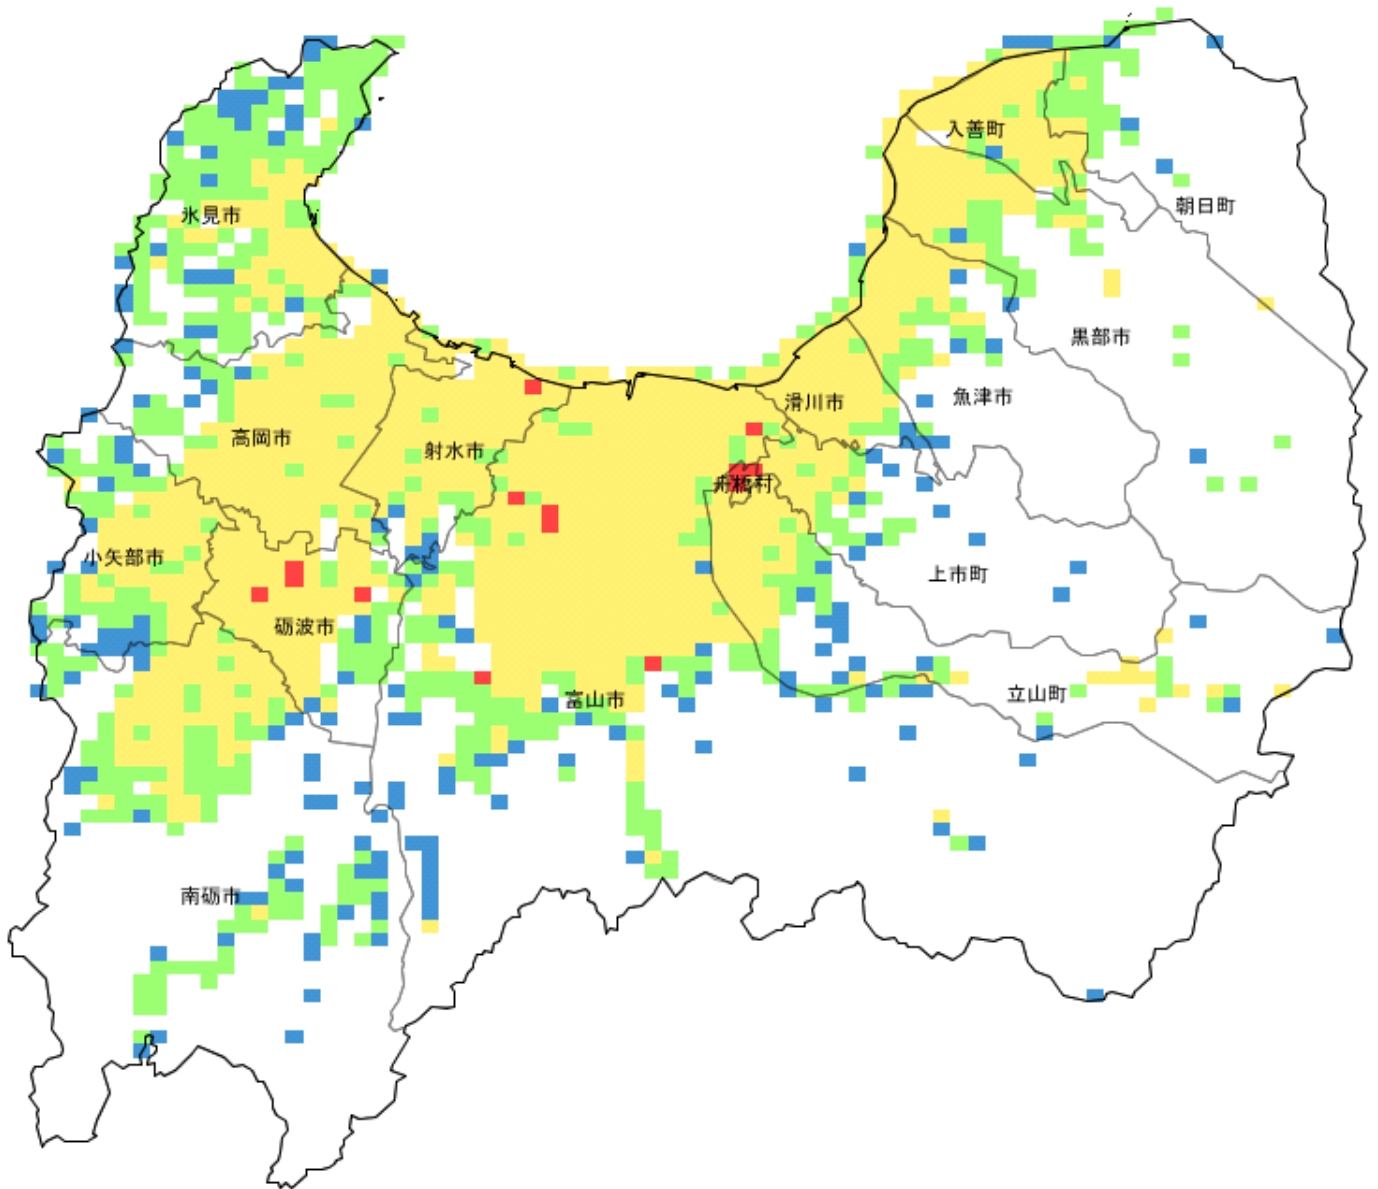 入善町
朝日町
氷見市
黒部市
魚津市
滑川市
高岡市
射水市
舟橋村
小矢部市
上市町
砺波市
立山町
富山市
南砺市